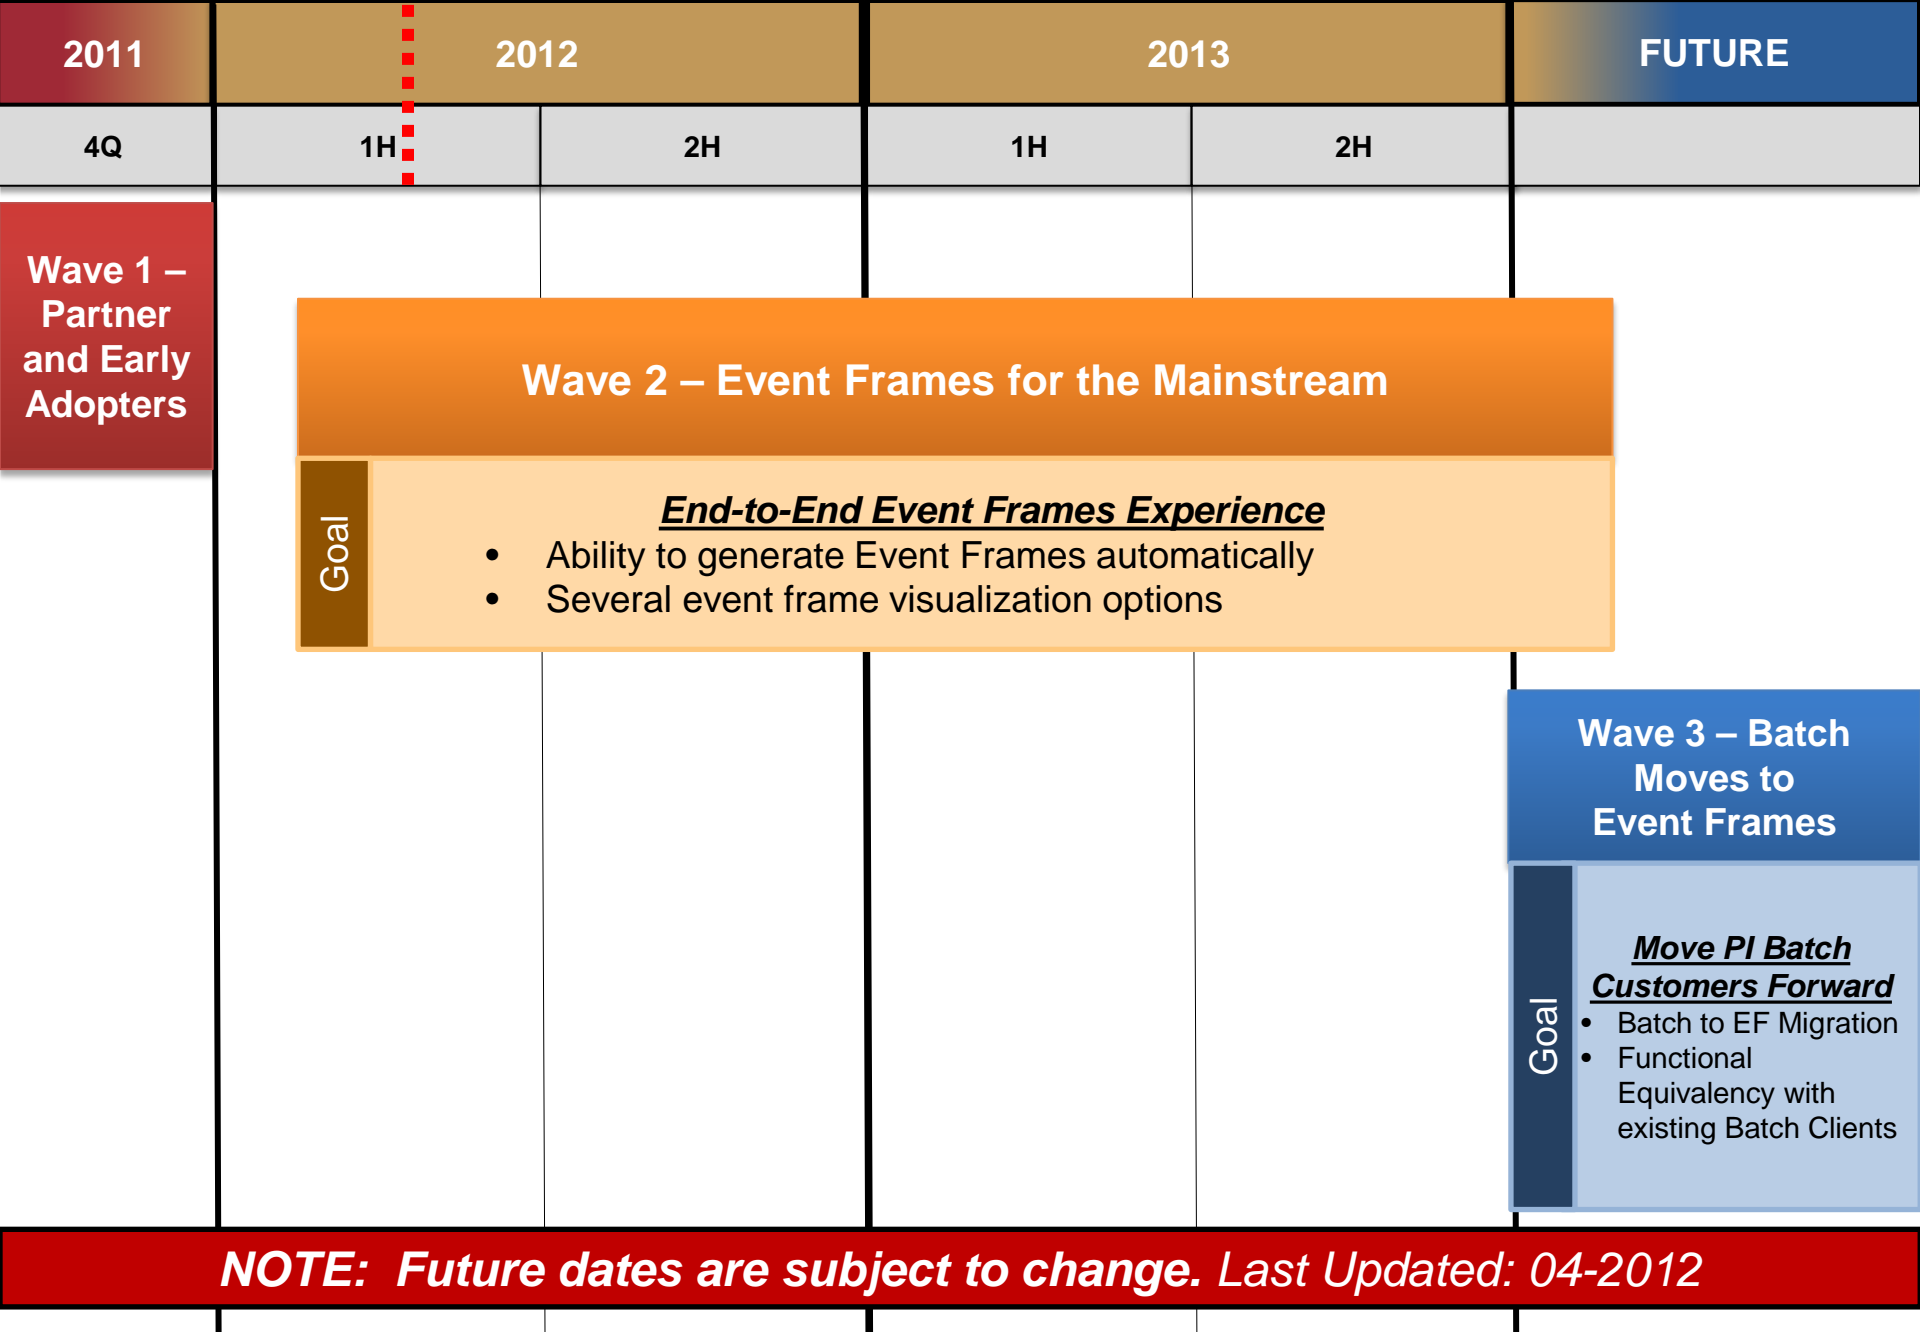 2011
2012
2013
FUTURE
4Q
1H
2H
1H
2H
Wave 1 –
Partner
and Early
Adopters
Wave 2 – Event Frames for the Mainstream
Goal
End-to-End Event Frames Experience
• Ability to generate Event Frames automatically
• Several event frame visualization options
Wave 3 – Batch
Moves to
Event Frames
Goal
Move PI Batch
Customers Forward
• Batch to EF Migration
• Functional
Equivalency with
existing Batch Clients
NOTE: Future dates are subject to change. Last Updated: 04-2012